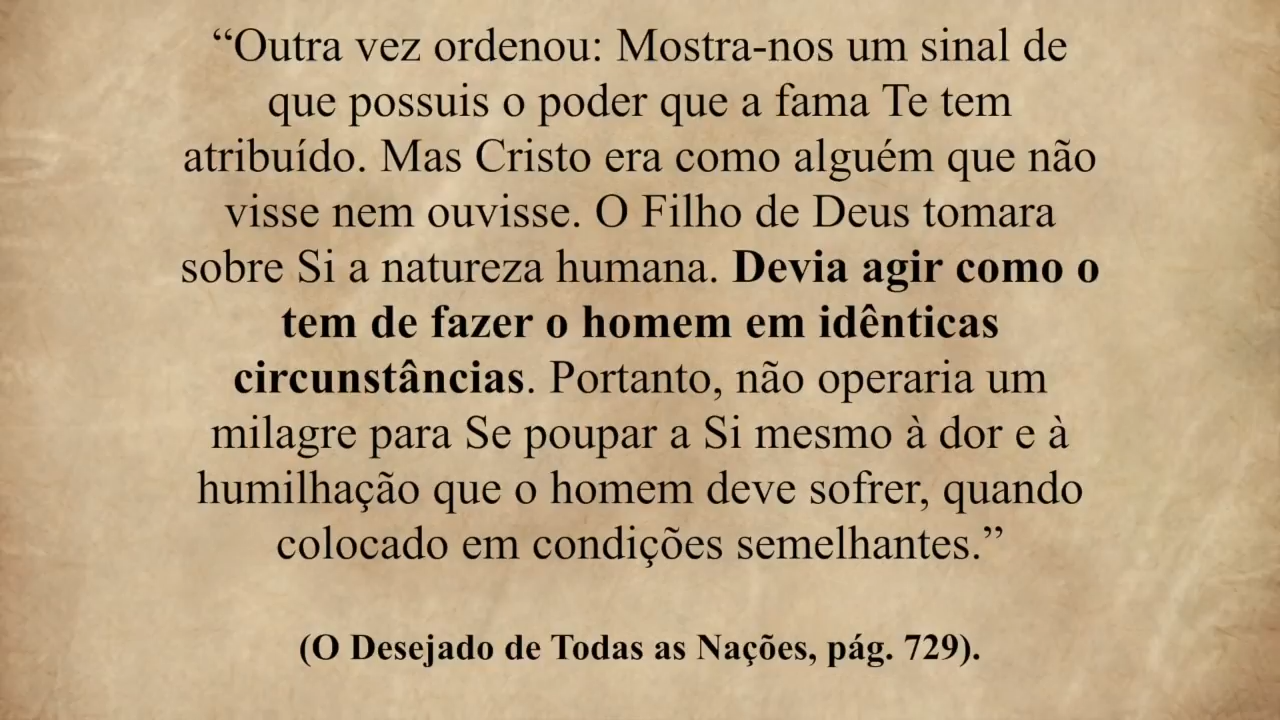 “Outra vez ordenou: Mostra-nos um sinal de
que possuis o poder que a fama Te tem
atribuído. Mas Cristo era como alguém que não
visse nem ouvisse. O Filho de Deus tomara
sobre Si a natureza humana. Devia agir como o
tem de fazer o homem em idênticas
circunstâncias. Portanto, não operaria um
milagre para Se poupar a Si mesmo à dor e à
humilhação que o homem deve sofrer, quando
colocado em condições semelhantes.”
(O Desejado de Todas as Nações, pág. 729).